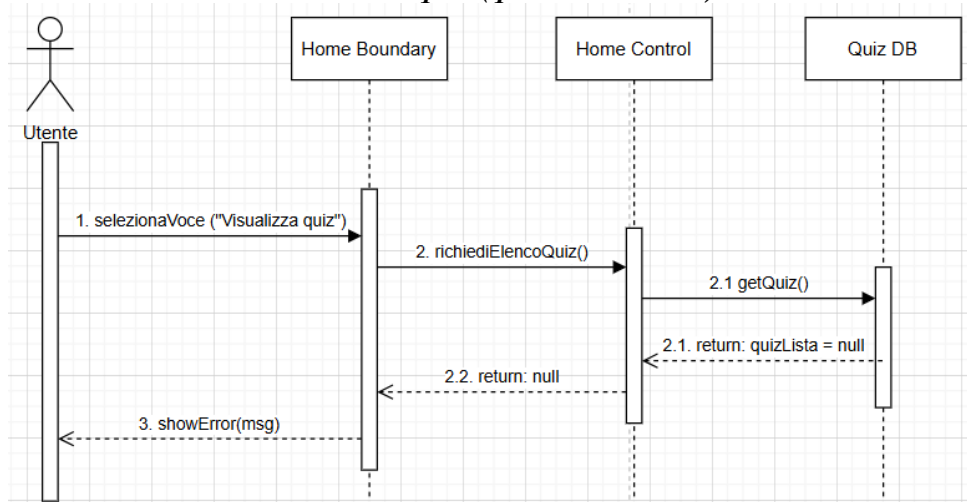 Home Boundary
Home Control
Quiz DB
Utente
1. selezionaVoce ("Visualizza quiz")
2. richiediElencoQuiz()
2.1 getQuiz()
2.1. return: quizLista = null
2.2. return: null
3. showError(msg)